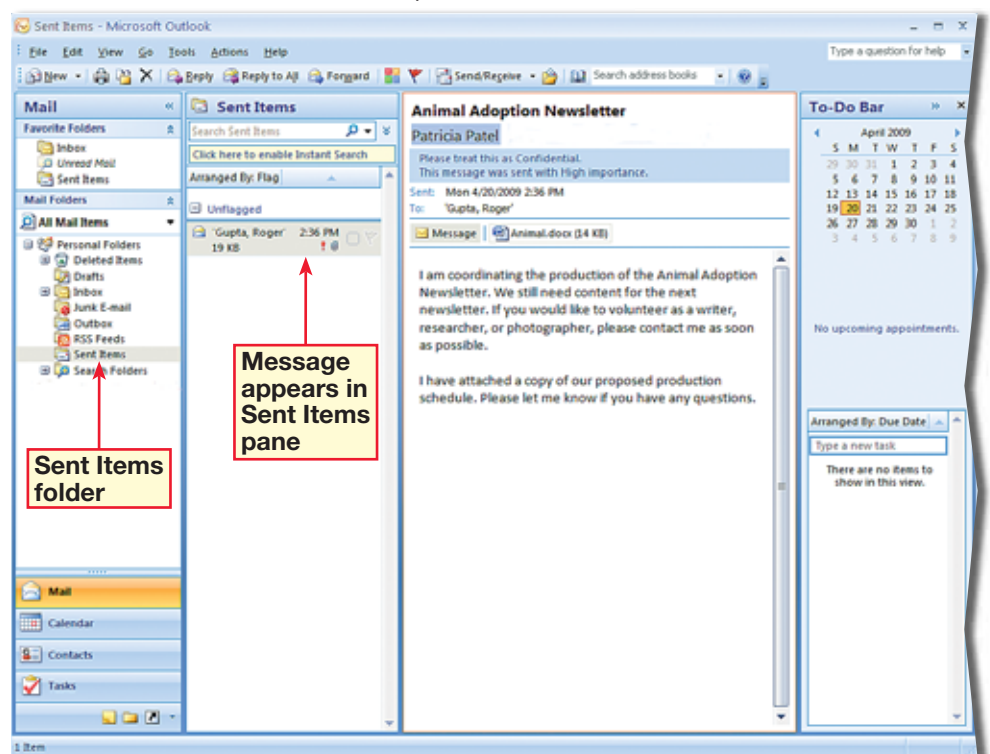 Sent Items - Microsoft Outlook
File Edit View Go Tools Actions Help
Type a question for help
New Reply Reply to All Forward Send/Receive Search address books
Mail
Favorite Folders
Inbox
Unread Mail
Sent Items
Mail Folders
All Mail Items
Personal Folders
Deleted Items
Drafts
Inbox
Junk E-mail
Outbox
RSS Feeds
Sent Items
Search Folders
Sent Items
folder
Mail
Calendar
Contacts
Tasks
1 Item
Sent Items
Search Sent Items
Click here to enable Instant Search
Arranged By: Flag
Unflagged
'Gupta, Roger' 2:36 PM
19 KB
Message
appears in
Sent Items
pane
Animal Adoption Newsletter
Patricia Patel
Please treat this as Confidential.
This message was sent with High importance.
Sent: Mon 4/20/2009 2:36 PM
To: 'Gupta, Roger'
Message Animal.docx (14 KB)
I am coordinating the production of the Animal Adoption
Newsletter. We still need content for the next
newsletter. If you would like to volunteer as a writer,
researcher, or photographer, please contact me as soon
as possible.
I have attached a copy of our proposed production
schedule. Please let me know if you have any questions.
To-Do Bar
April 2009
S M T W T F S
29 30 31 1 2 3 4
5 6 7 8 9 10 11
12 13 14 15 16 17 18
19 20 21 22 23 24 25
26 27 28 29 30 1 2
3 4 5 6 7 8 9
No upcoming appointments.
Arranged By: Due Date
Type a new task
There are no items to
show in this view.